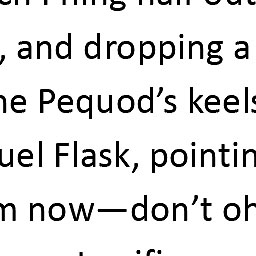 , and dropping a
he Pequod’s keels
uel Flask, pointin
m now—don’t oh